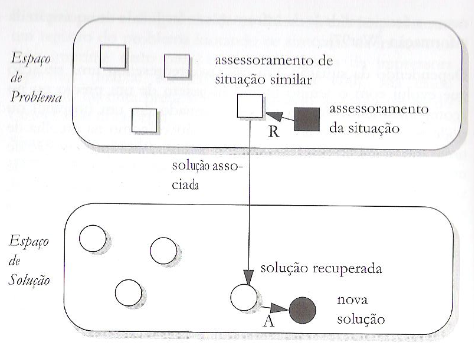 Espaço
de
Problema
assessoramento de
situação similar
assessoramento
da situação
R
solução asso-
ciada
Espaço
de
Solução
solução recuperada
nova
solução
A